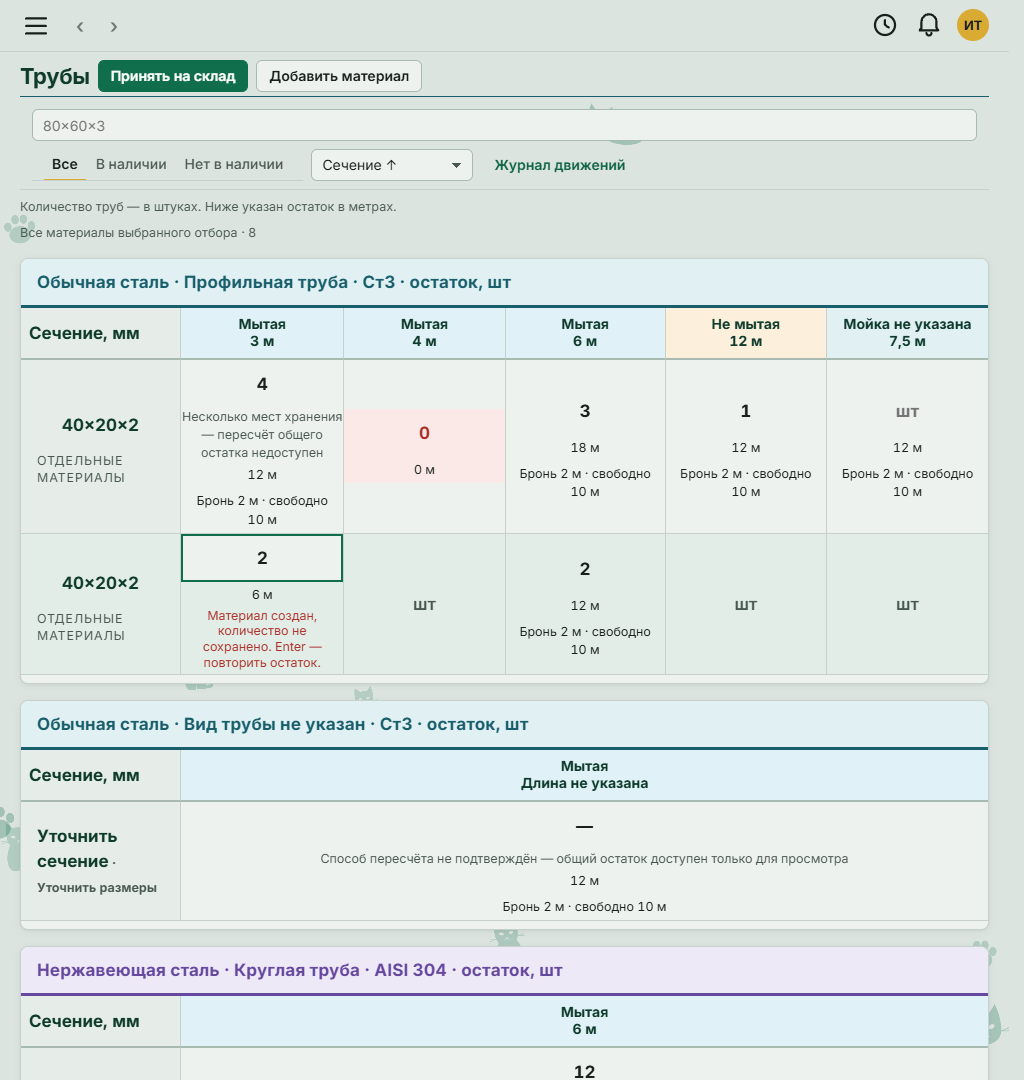 ‹ ›
ИТ
Трубы Принять на склад Добавить материал
80×60×3
Все В наличии Нет в наличии Сечение ↑ Журнал движений
Количество труб — в штуках. Ниже указан остаток в метрах.
Все материалы выбранного отбора · 8
Обычная сталь · Профильная труба · Ст3 · остаток, шт
Сечение, мм
Мытая
3 м
Мытая
4 м
Мытая
6 м
Не мытая
12 м
Мойка не указана
7,5 м
40×20×2
ОТДЕЛЬНЫЕ
МАТЕРИАЛЫ
4
Несколько мест хранения
— пересчёт общего
остатка недоступен
12 м
Бронь 2 м · свободно
10 м
0
0 м
3
18 м
Бронь 2 м · свободно
10 м
1
12 м
Бронь 2 м · свободно
10 м
шт
12 м
Бронь 2 м · свободно
10 м
40×20×2
ОТДЕЛЬНЫЕ
МАТЕРИАЛЫ
2
6 м
Материал создан,
количество не
сохранено. Enter —
повторить остаток.
шт
2
12 м
Бронь 2 м · свободно
10 м
шт
шт
Обычная сталь · Вид трубы не указан · Ст3 · остаток, шт
Сечение, мм
Мытая
Длина не указана
Уточнить
сечение ·
Уточнить размеры
—
Способ пересчёта не подтверждён — общий остаток доступен только для просмотра
12 м
Бронь 2 м · свободно 10 м
Нержавеющая сталь · Круглая труба · AISI 304 · остаток, шт
Сечение, мм
Мытая
6 м
12